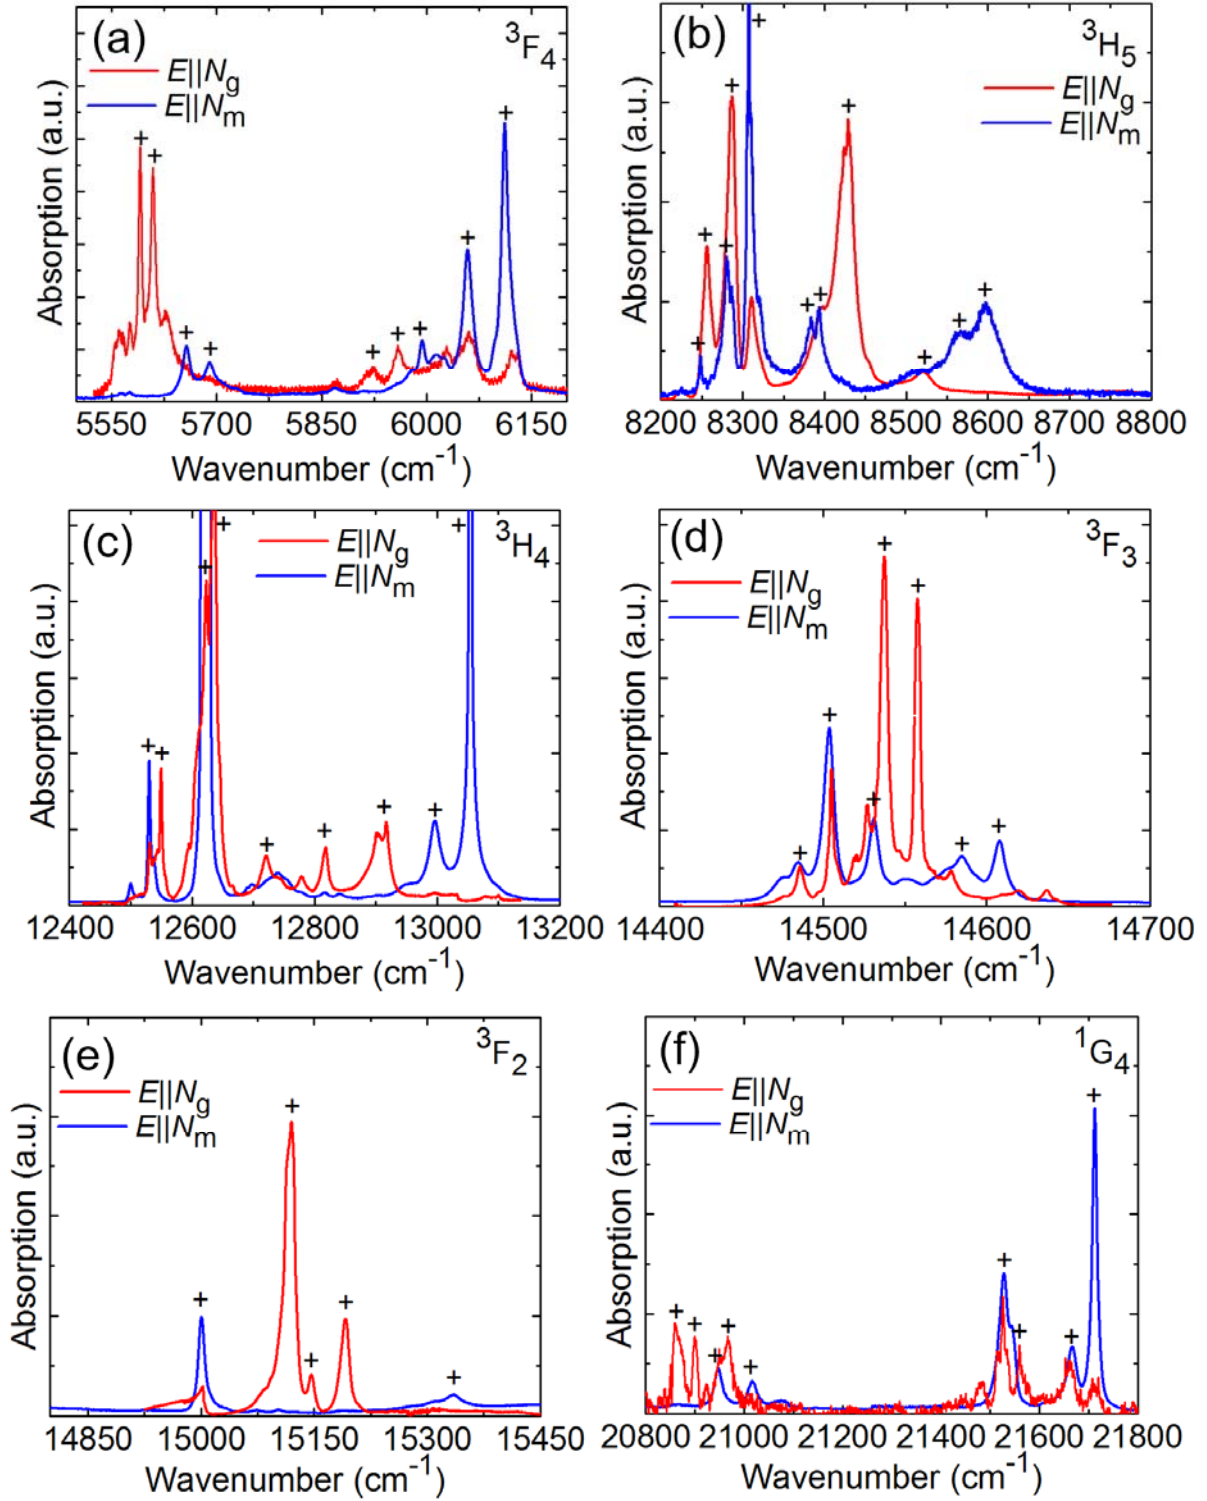 (a)
³F₄
E||Ng
E||Nm
Absorption (a.u.)
5550 5700 5850 6000 6150
Wavenumber (cm⁻¹)
(b)
³H₅
E||Ng
E||Nm
Absorption (a.u.)
8200 8300 8400 8500 8600 8700 8800
Wavenumber (cm⁻¹)
(c)
³H₄
E||Ng
E||Nm
Absorption (a.u.)
12400 12600 12800 13000 13200
Wavenumber (cm⁻¹)
(d)
³F₃
E||Ng
E||Nm
Absorption (a.u.)
14400 14500 14600 14700
Wavenumber (cm⁻¹)
(e)
³F₂
E||Ng
E||Nm
Absorption (a.u.)
14850 15000 15150 15300 15450
Wavenumber (cm⁻¹)
(f)
¹G₄
E||Ng
E||Nm
Absorption (a.u.)
20800 21000 21200 21400 21600 21800
Wavenumber (cm⁻¹)